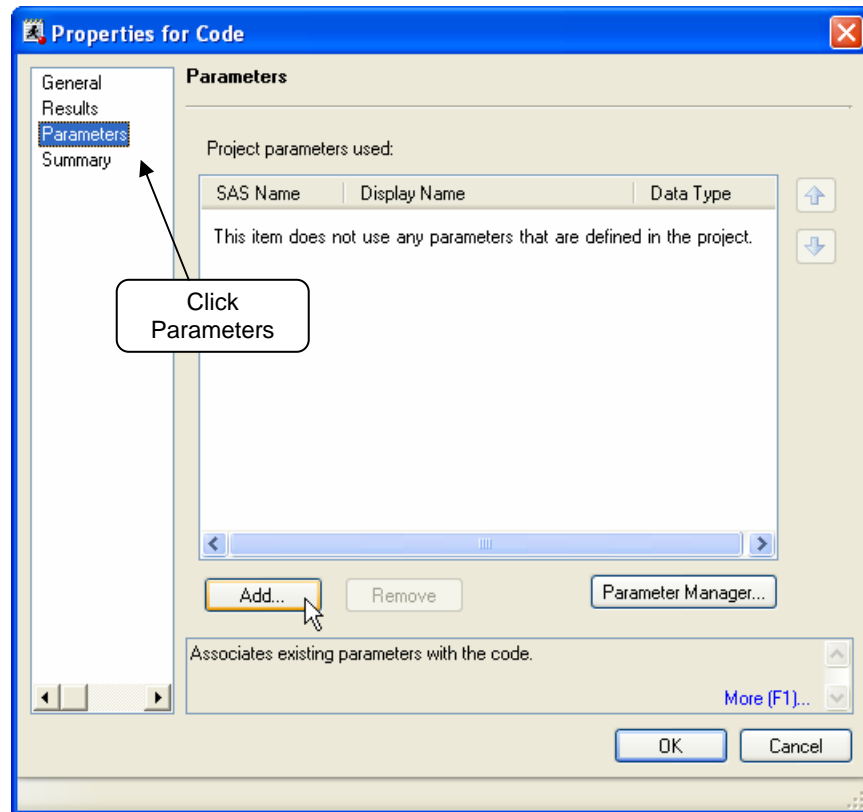 Properties for Code
General
Results
Parameters
Summary
Parameters
Project parameters used:
SAS Name Display Name Data Type
This item does not use any parameters that are defined in the project.
Click
Parameters
Add... Remove Parameter Manager...
Associates existing parameters with the code.
More (F1)...
OK Cancel